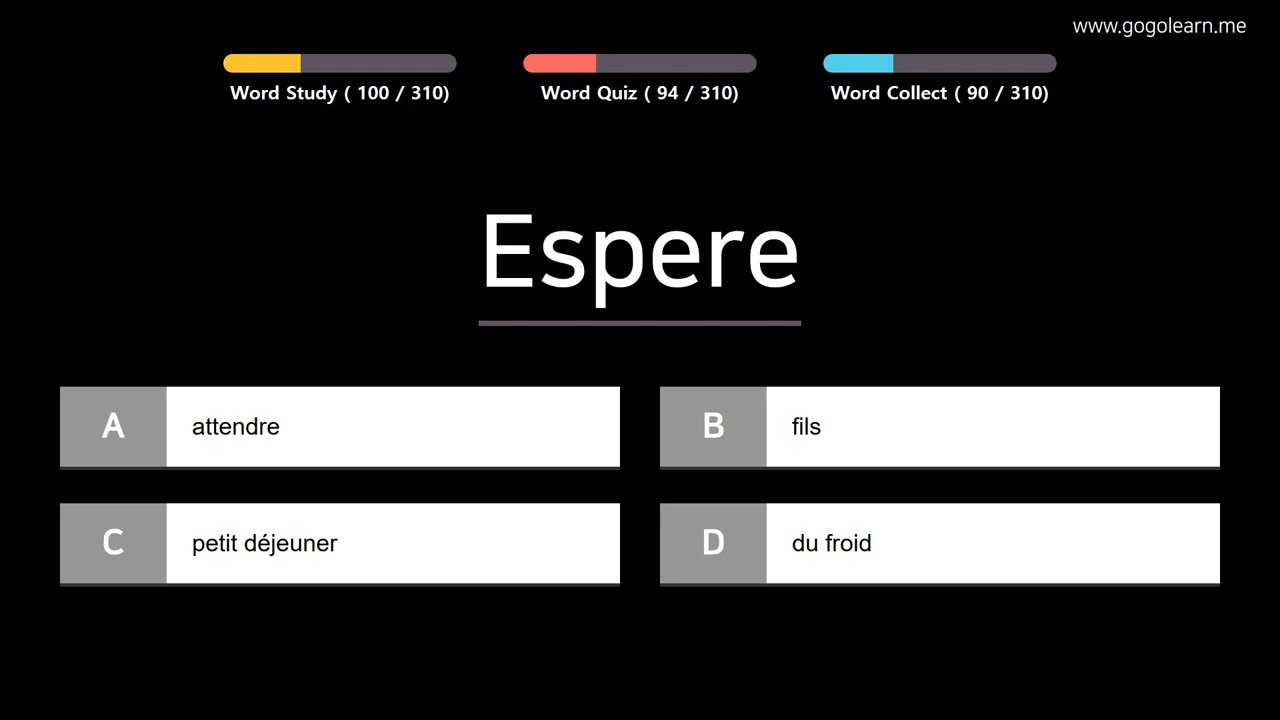 www.gogolearn.me
Word Study ( 100 / 310)
Word Quiz ( 94 / 310)
Word Collect ( 90 / 310)
Espere
A attendre
B fils
C petit déjeuner
D du froid